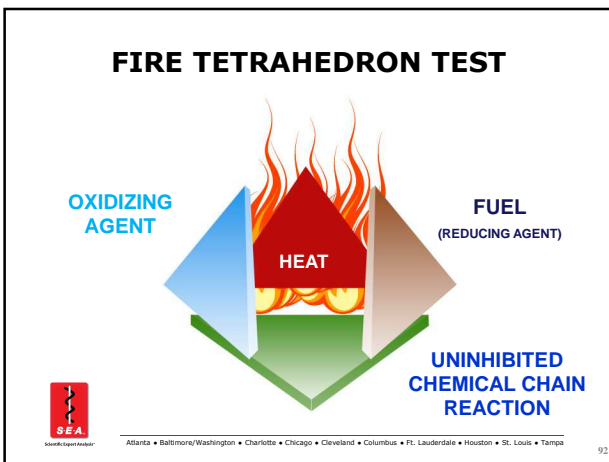 FIRE TETRAHEDRON TEST
OXIDIZING
AGENT
HEAT
FUEL
(REDUCING AGENT)
UNINHIBITED
CHEMICAL CHAIN
REACTION
S·E·A
Scientific Expert Analysis™
Atlanta • Baltimore/Washington • Charlotte • Chicago • Cleveland • Columbus • Ft. Lauderdale • Houston • St. Louis • Tampa
92